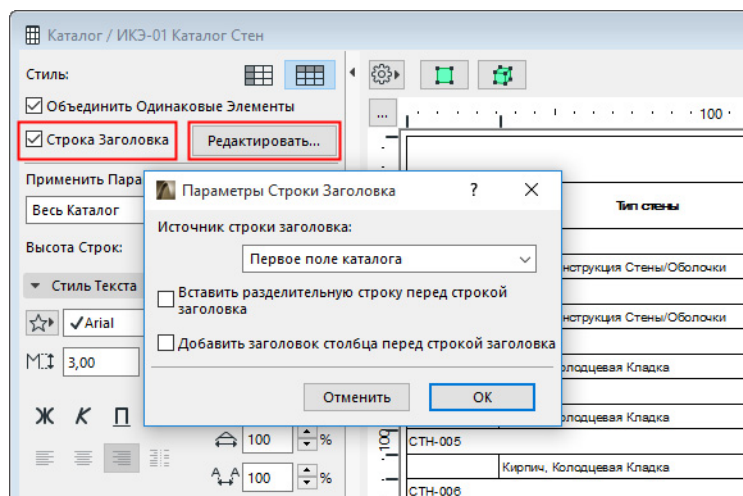 Каталог / ИКЭ-01 Каталог Стен
Стиль:
Объединить Одинаковые Элементы
Строка Заголовка
Редактировать...
...
100
Применить Пара
Весь Каталог
Высота Строк:
Стиль Текста
Arial
3,00
Ж К П
100 %
100 %
Параметры Строки Заголовка ? X
Источник строки заголовка:
Первое поле каталога
Вставить разделительную строку перед строкой
заголовка
Добавить заголовок столбца перед строкой заголовка
Отменить
ОК
Тип стены
нструкция Стены/Оболочки
нструкция Стены/Оболочки
олодцевая Кладка
олодцевая Кладка
100
СТН-005
Кирпич, Колодцевая Кладка
СТН-006